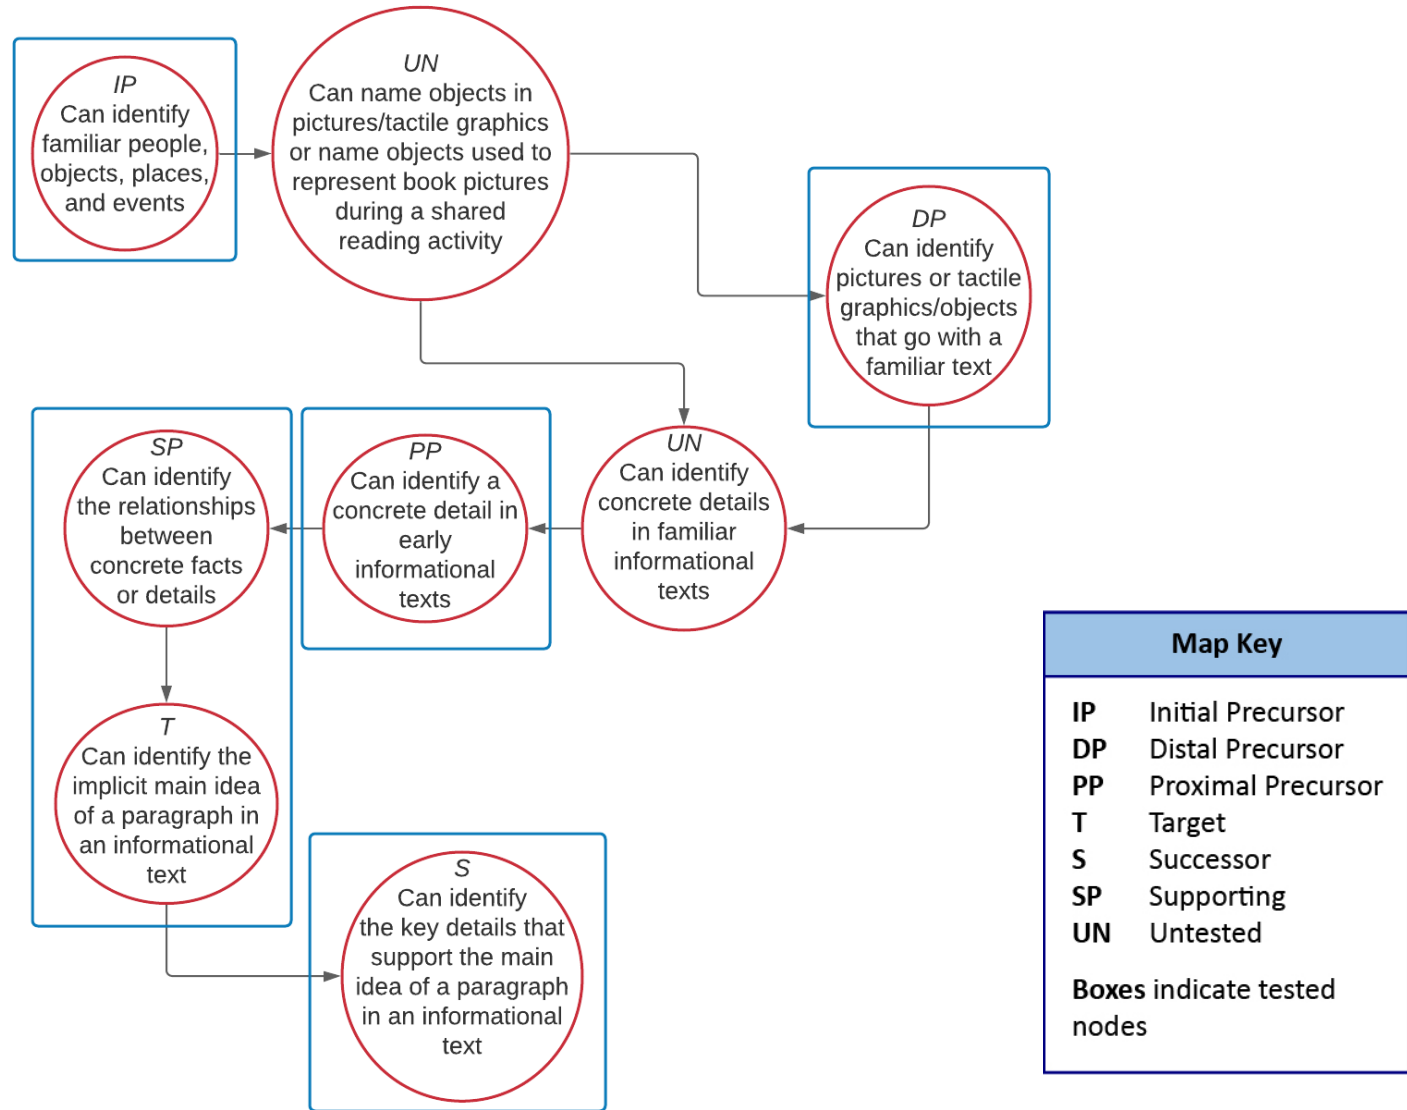 IP
Can identify
familiar people,
objects, places,
and events
UN
Can name objects in
pictures/tactile graphics
or name objects used to
represent book pictures
during a shared
reading activity
DP
Can identify
pictures or tactile
graphics/objects
that go with a
familiar text
SP
Can identify
the relationships
between
concrete facts
or details
PP
Can identify a
concrete detail in
early
informational
texts
UN
Can identify
concrete details
in familiar
informational
texts
T
Can identify the
implicit main idea
of a paragraph in
an informational
text
S
Can identify
the key details that
support the main
idea of a paragraph
in an informational
text
Map Key
IP Initial Precursor
DP Distal Precursor
PP Proximal Precursor
T Target
S Successor
SP Supporting
UN Untested
Boxes indicate tested
nodes